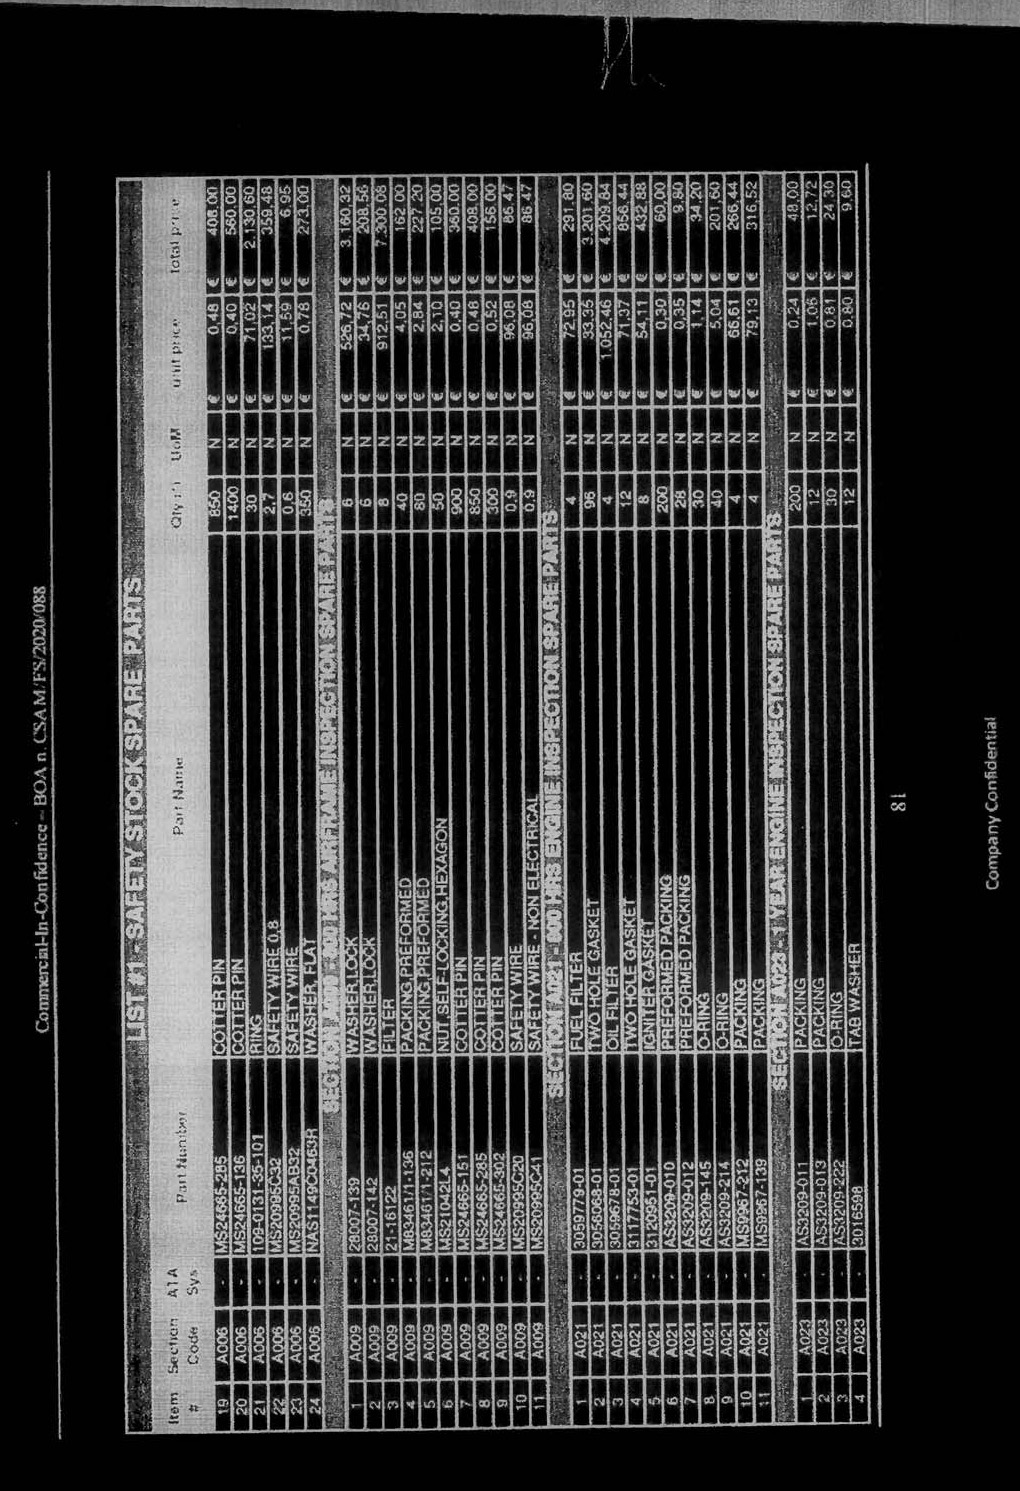 Commercial-In-Confidence – BOA n. CSAM/FS/2020/088
LIST #1 - SAFETY STOCK SPARE PARTS
Item # Section Code ATA Sys Part Number Part Name Qty UoM unit price total price
19 A006 - MS24665-285 COTTER PIN 850 N € 0,48 € 408,00
20 A006 - MS24665-136 COTTER PIN 1400 N € 0,40 € 560,00
21 A006 - 109-0131-35-101 RING 30 N € 71,02 € 2.130,60
22 A006 - MS20995C32 SAFETY WIRE 0,8 2,7 N € 133,14 € 359,48
23 A006 - MS20995AB32 SAFETY WIRE 0,6 N € 11,59 € 6,95
24 A006 - NAS1149C0463R WASHER, FLAT 350 N € 0,78 € 273,00
SECTION A009 - 400 HRS AIRFRAME INSPECTION SPARE PARTS
1 A009 - 28007-139 WASHER,LOCK 6 N € 526,72 € 3.160,32
2 A009 - 28007-142 WASHER,LOCK 6 N € 34,76 € 208,56
3 A009 - 21-16122 FILTER 8 N € 912,51 € 7.300,08
4 A009 - M83461/1-136 PACKING,PREFORMED 40 N € 4,05 € 162,00
5 A009 - M83461/1-212 PACKING,PREFORMED 80 N € 2,84 € 227,20
6 A009 - MS21042L4 NUT, SELF-LOCKING,HEXAGON 50 N € 2,10 € 105,00
7 A009 - MS24665-151 COTTER PIN 900 N € 0,40 € 360,00
8 A009 - MS24665-285 COTTER PIN 850 N € 0,48 € 408,00
9 A009 - MS24665-302 COTTER PIN 300 N € 0,52 € 156,00
10 A009 - MS20995C20 SAFETY WIRE 0,9 N € 96,08 € 86,47
11 A009 - MS20995C41 SAFETY WIRE - NON ELECTRICAL 0,9 N € 96,08 € 86,47
SECTION A021 - 800 HRS ENGINE INSPECTION SPARE PARTS
1 A021 - 3059779-01 FUEL FILTER 4 N € 72,95 € 291,80
2 A021 - 3056068-01 TWO HOLE GASKET 96 N € 33,35 € 3.201,60
3 A021 - 3059678-01 OIL FILTER 4 N € 1.052,46 € 4.209,84
4 A021 - 3117753-01 TWO HOLE GASKET 12 N € 71,37 € 856,44
5 A021 - 3120951-01 IGNITER GASKET 8 N € 54,11 € 432,88
6 A021 - AS3209-010 PREFORMED PACKING 200 N € 0,30 € 60,00
7 A021 - AS3209-012 PREFORMED PACKING 28 N € 0,35 € 9,80
8 A021 - AS3209-145 O-RING 30 N € 1,14 € 34,20
9 A021 - AS3209-214 O-RING 40 N € 5,04 € 201,60
10 A021 - MS9967-212 PACKING 4 N € 66,61 € 266,44
11 A021 - MS9967-139 PACKING 4 N € 79,13 € 316,52
SECTION A023 - 1 YEAR ENGINE INSPECTION SPARE PARTS
1 A023 - AS3209-011 PACKING 200 N € 0,24 € 48,00
2 A023 - AS3209-013 PACKING 12 N € 1,06 € 12,72
3 A023 - AS3209-222 O-RING 30 N € 0,81 € 24,30
4 A023 - 3016598 TAB WASHER 12 N € 0,80 € 9,60
81
Company Confidential